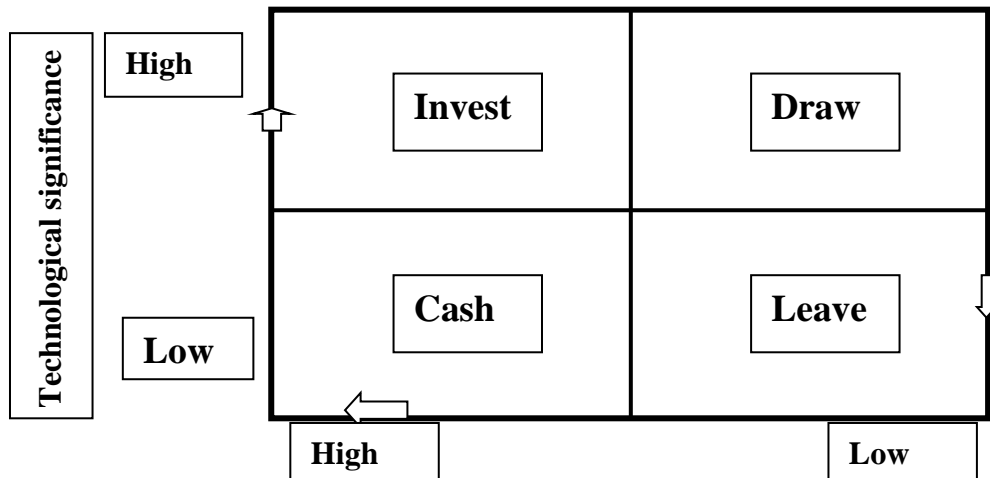 Technological significance
High
Invest
Draw
Cash
Leave
Low
High
Low